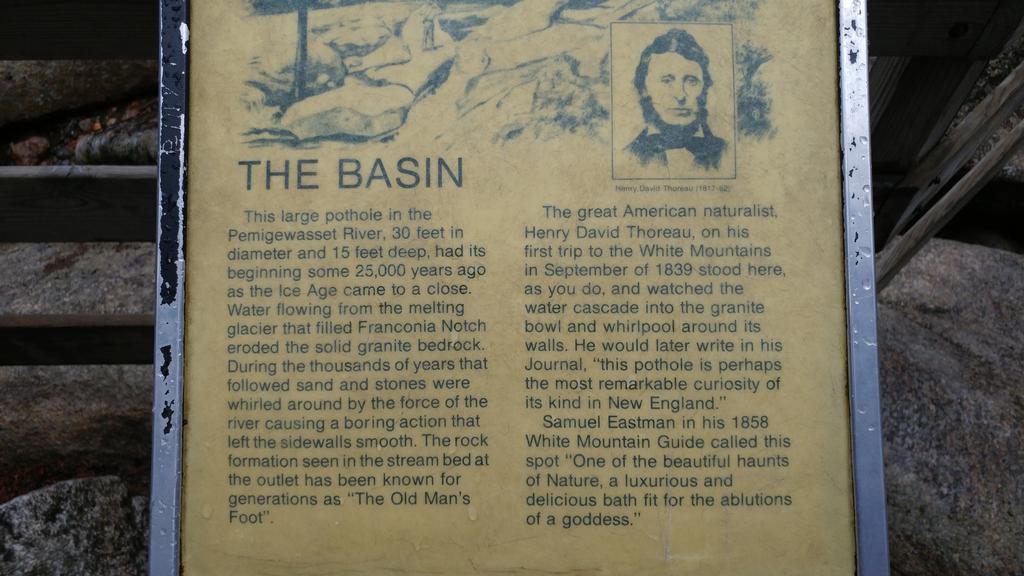 Henry David Thoreau (1817-62)
THE BASIN
This large pothole in the
Pemigewasset River, 30 feet in
diameter and 15 feet deep, had its
beginning some 25,000 years ago
as the Ice Age came to a close.
Water flowing from the melting
glacier that filled Franconia Notch
eroded the solid granite bedrock.
During the thousands of years that
followed sand and stones were
whirled around by the force of the
river causing a boring action that
left the sidewalls smooth. The rock
formation seen in the stream bed at
the outlet has been known for
generations as “The Old Man's
Foot”.
The great American naturalist,
Henry David Thoreau, on his
first trip to the White Mountains
in September of 1839 stood here,
as you do, and watched the
water cascade into the granite
bowl and whirlpool around its
walls. He would later write in his
Journal, “this pothole is perhaps
the most remarkable curiosity of
its kind in New England.”
Samuel Eastman in his 1858
White Mountain Guide called this
spot “One of the beautiful haunts
of Nature, a luxurious and
delicious bath fit for the ablutions
of a goddess.”